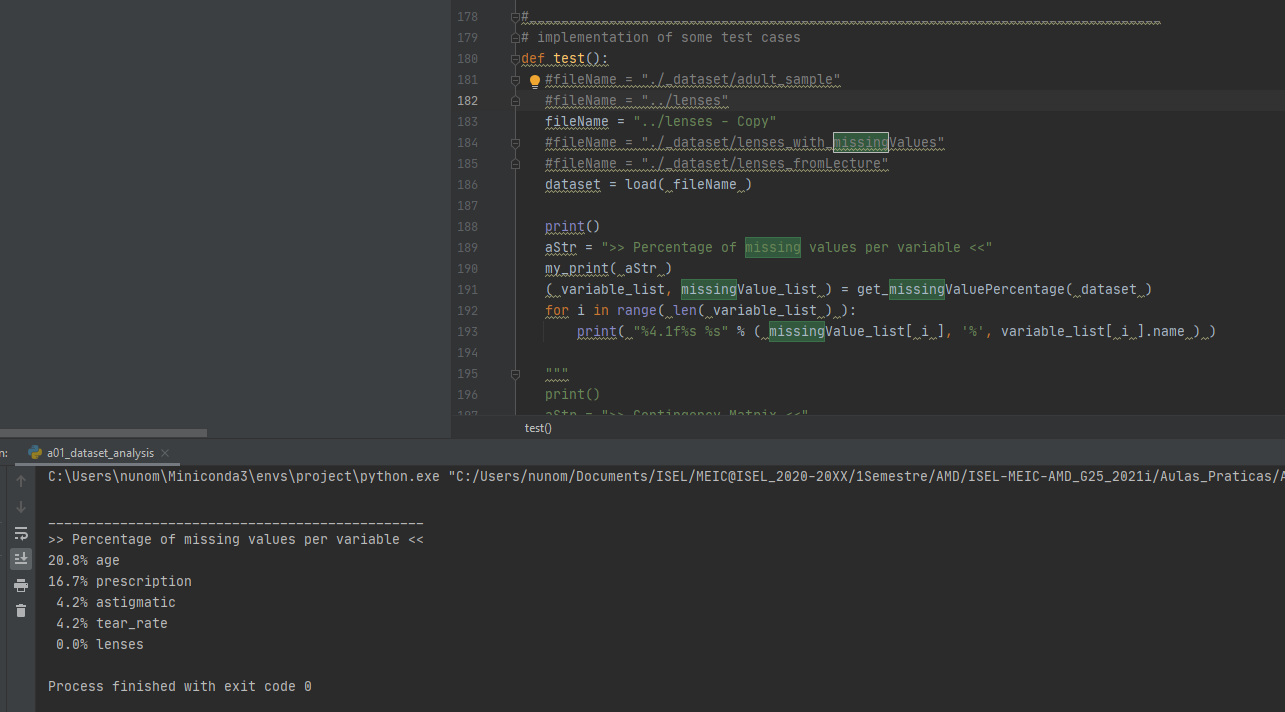 178 #_______________________________________________________________________________
179 # implementation of some test cases
180 def test():
181 #fileName = "./_dataset/adult_sample"
182 #fileName = "../lenses"
183 fileName = "../lenses - Copy"
184 #fileName = "./_dataset/lenses_with_missingValues"
185 #fileName = "./_dataset/lenses_fromLecture"
186 dataset = load( fileName )
187
188 print()
189 aStr = ">> Percentage of missing values per variable <<"
190 my_print( aStr )
191 ( variable_list, missingValue_list ) = get_missingValuePercentage( dataset )
192 for i in range( len( variable_list ) ):
193 print( "%4.1f%s %s" % ( missingValue_list[ i ], '%', variable_list[ i ].name ) )
194
195 """
196 print()
197 aStr = ">> Contingency Matrix <<"
test()
n: a01_dataset_analysis
C:\Users\nunom\Miniconda3\envs\project\python.exe "C:/Users/nunom/Documents/ISEL/MEIC@ISEL_2020-20XX/1Semestre/AMD/ISEL-MEIC-AMD_G25_2021i/Aulas_Praticas/A
_______________________________________________
>> Percentage of missing values per variable <<
20.8% age
16.7% prescription
4.2% astigmatic
4.2% tear_rate
0.0% lenses
Process finished with exit code 0